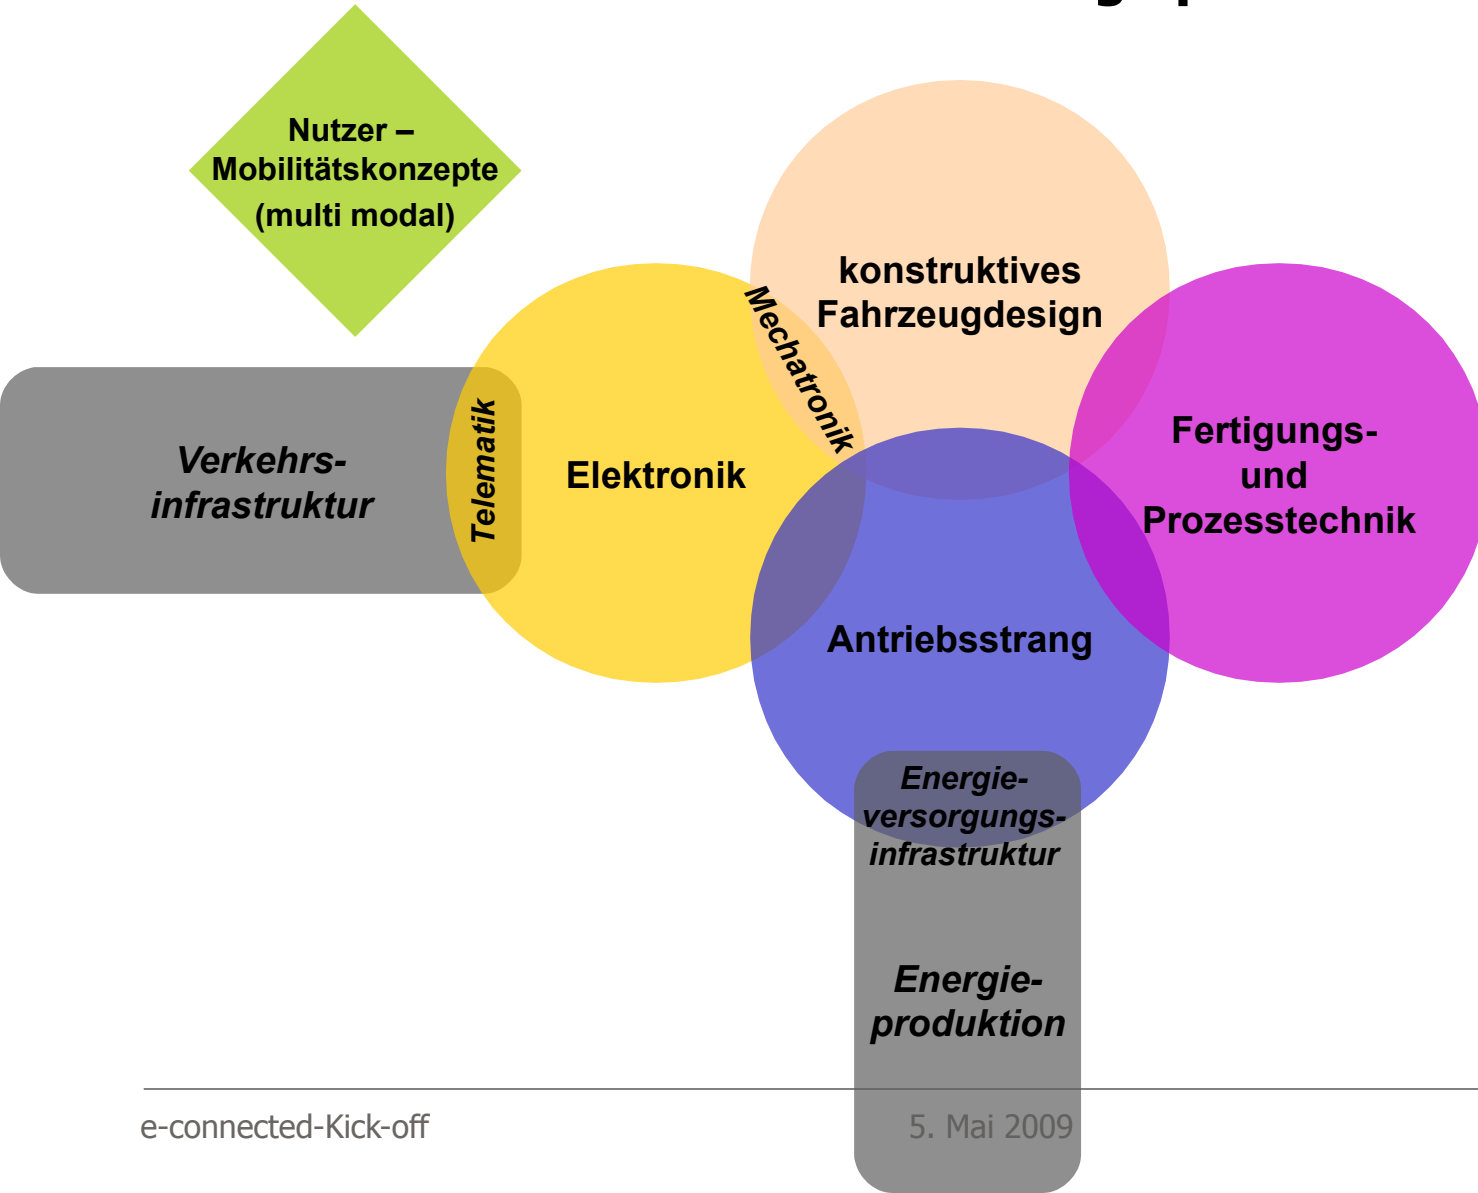 Nutzer –
Mobilitätskonzepte
(multi modal)
konstruktives
Fahrzeugdesign
Mechatronik
Fertigungs-
und
Prozesstechnik
Verkehrs-
infrastruktur
Telematik
Elektronik
Antriebsstrang
Energie-
versorgungs-
infrastruktur
Energie-
produktion
e-connected-Kick-off
5. Mai 2009